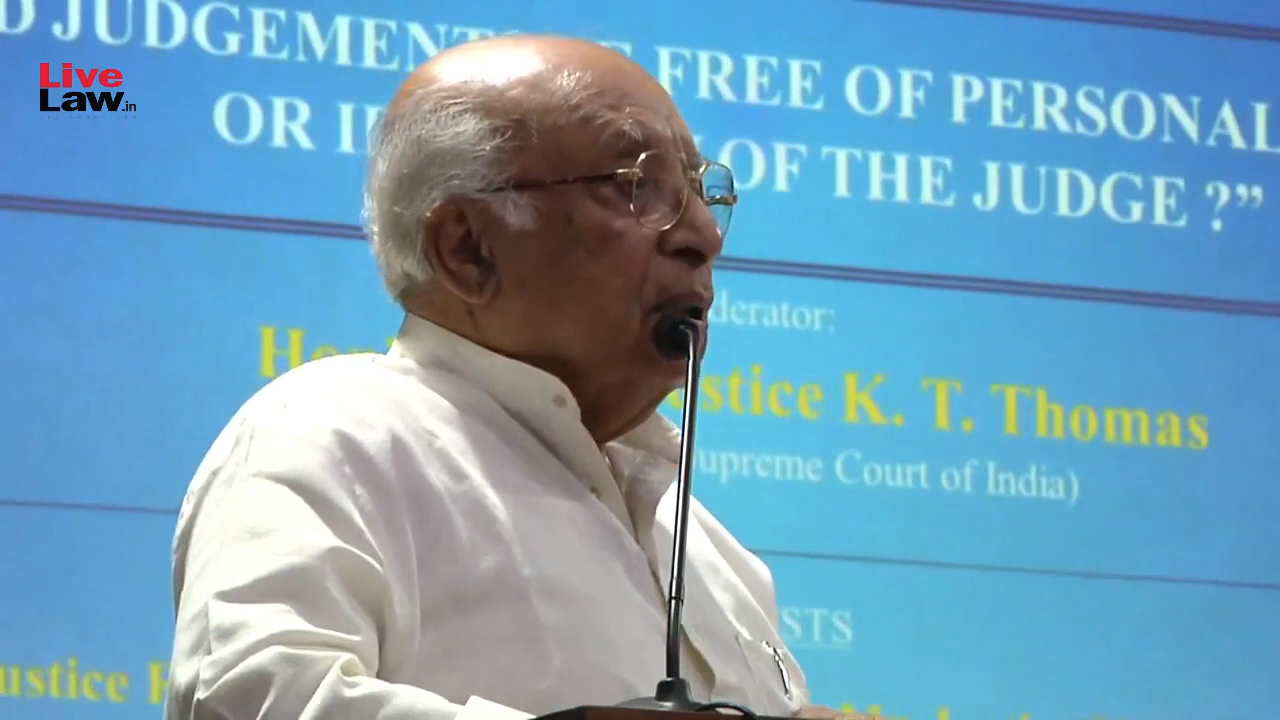 Live
Law.in
D JUDGEMENTS FREE OF PERSONAL
OR OF THE JUDGE ?”
derator:
stice K. T. Thomas
upreme Court of India)
STS
ustice